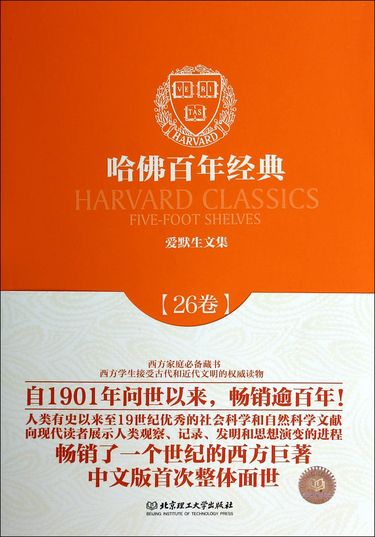 VE RI
TAS
HARVARD
哈佛百年经典
HARVARD CLASSICS
FIVE-FOOT SHELVES
爱默生文集
【26卷】
西方家庭必备藏书
西方学生接受古代和近代文明的权威读物
自1901年问世以来，畅销逾百年！
人类有史以来至19世纪优秀的社会科学和自然科学文献
向现代读者展示人类观察、记录、发明和思想演变的进程
畅销了一个世纪的西方巨著
中文版首次整体面世
北京理工大学出版社
BEIJING INSTITUTE OF TECHNOLOGY PRESS